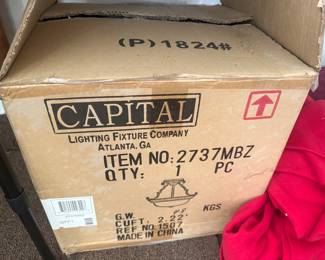 (P)1824#
CAPITAL
LIGHTING FIXTURE COMPANY
ATLANTA, GA
ITEM NO:2737MBZ
QTY: 1 PC
G.W. KGS
CUFT: 2.22'
REF NO:1507
MADE IN CHINA